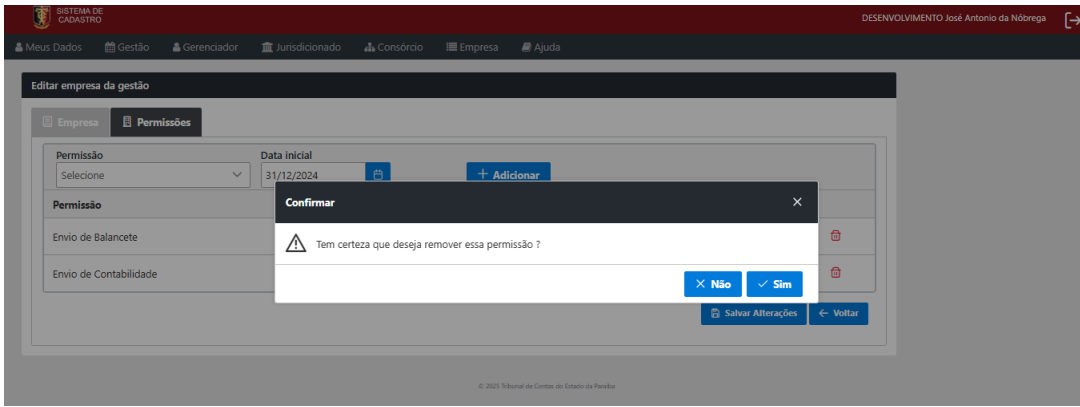 SISTEMA DE
CADASTRO
DESENVOLVIMENTO José Antonio da Nóbrega
Meus Dados Gestão Gerenciador Jurisdicionado Consórcio Empresa Ajuda
Editar empresa da gestão
Empresa Permissões
Permissão Data inicial
Selecione 31/12/2024 Adicionar
Permissão
Confirmar
Envio de Balancete
Tem certeza que deseja remover essa permissão ?
Envio de Contabilidade
Não Sim
Salvar Alterações Voltar
© 2025 Tribunal de Contas do Estado da Paraíba